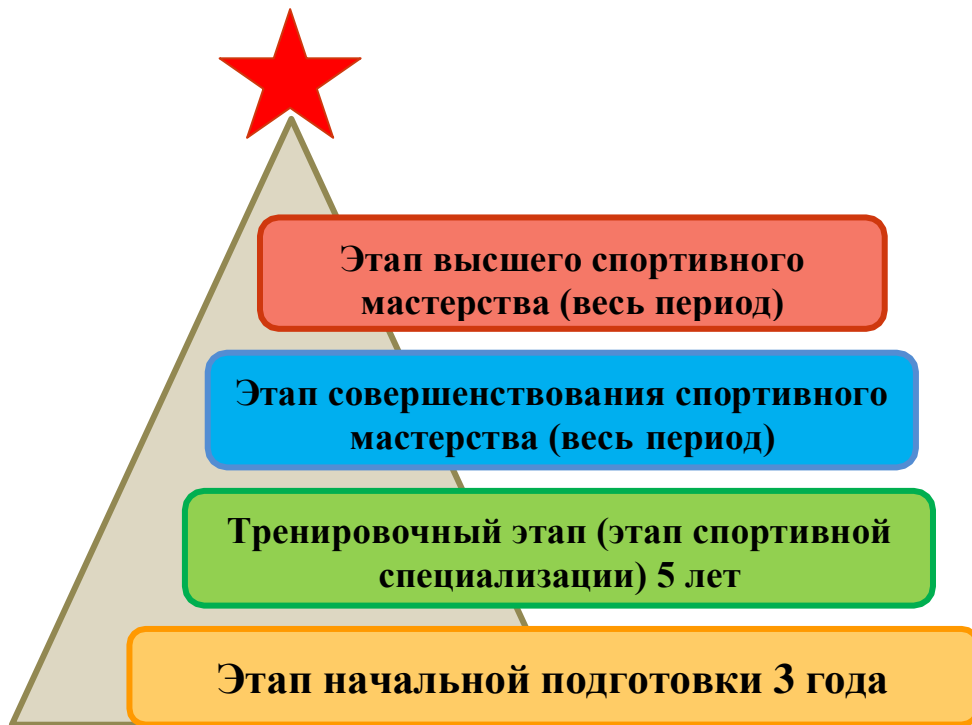 Этап высшего спортивного
мастерства (весь период)
Этап совершенствования спортивного
мастерства (весь период)
Тренировочный этап (этап спортивной
специализации) 5 лет
Этап начальной подготовки 3 года